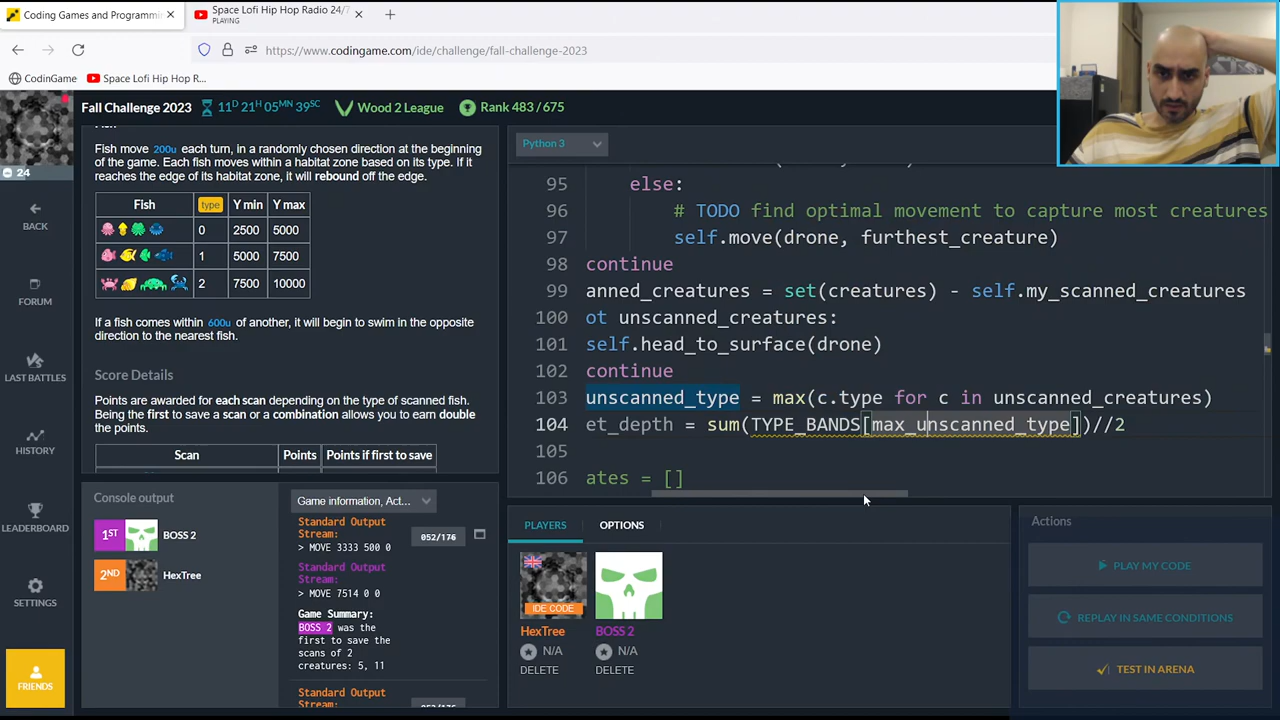 Coding Games and Programmin
Space Lofi Hip Hop Radio 24/7
PLAYING
https://www.codingame.com/ide/challenge/fall-challenge-2023
CodinGame
Space Lofi Hip Hop R...
Fall Challenge 2023
11D 21H 05MN 39SC
Wood 2 League
Rank 483 / 675
24
BACK
FORUM
LAST BATTLES
HISTORY
LEADERBOARD
SETTINGS
FRIENDS
Fish move 200u each turn, in a randomly chosen direction at the beginning
of the game. Each fish moves within a habitat zone based on its type. If it
reaches the edge of its habitat zone, it will rebound off the edge.
Fish type Y min Y max
0 2500 5000
1 5000 7500
2 7500 10000
If a fish comes within 600u of another, it will begin to swim in the opposite
direction to the nearest fish.
Score Details
Points are awarded for each scan depending on the type of scanned fish.
Being the first to save a scan or a combination allows you to earn double
the points.
Scan Points Points if first to save
Python 3
95 else:
96 # TODO find optimal movement to capture most creatures
97 self.move(drone, furthest_creature)
98 continue
99 anned_creatures = set(creatures) - self.my_scanned_creatures
100 ot unscanned_creatures:
101 self.head_to_surface(drone)
102 continue
103 unscanned_type = max(c.type for c in unscanned_creatures)
104 et_depth = sum(TYPE_BANDS[max_unscanned_type])//2
105
106 ates = []
Console output
1ST BOSS 2
2ND HexTree
Game information, Act...
Standard Output
Stream:
> MOVE 3333 500 0
052/176
Standard Output
Stream:
> MOVE 7514 0 0
Game Summary:
BOSS 2 was the
first to save the
scans of 2
creatures: 5, 11
Standard Output
PLAYERS
OPTIONS
IDE CODE
HexTree
N/A
DELETE
BOSS 2
N/A
DELETE
Actions
PLAY MY CODE
REPLAY IN SAME CONDITIONS
TEST IN ARENA